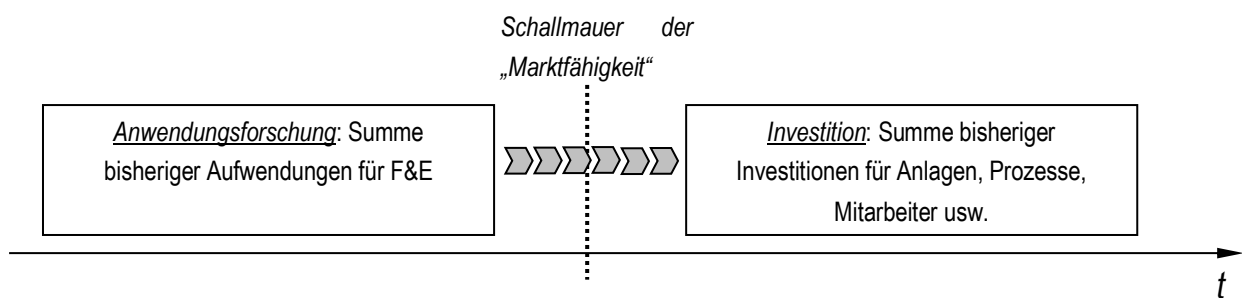 Schallmauer der
„Marktfähigkeit“
Anwendungsforschung: Summe
bisheriger Aufwendungen für F&E
Investition: Summe bisheriger
Investitionen für Anlagen, Prozesse,
Mitarbeiter usw.
t